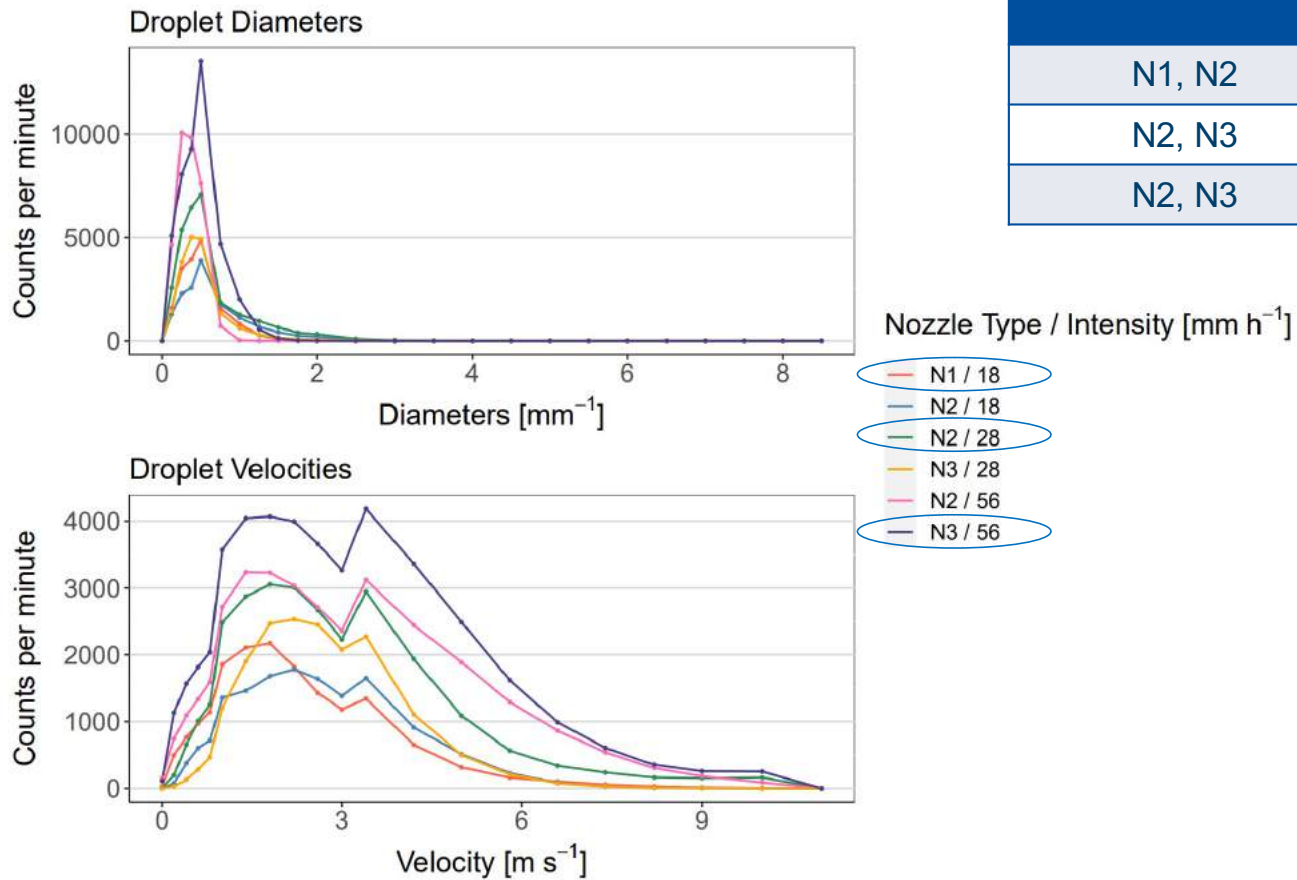 Droplet Diameters
Counts per minute
10000
5000
0
0 2 4 6 8
Diameters [mm⁻¹]
N1, N2
N2, N3
N2, N3
Nozzle Type / Intensity [mm h⁻¹]
N1 / 18
N2 / 18
N2 / 28
N3 / 28
N2 / 56
N3 / 56
Droplet Velocities
Counts per minute
4000
3000
2000
1000
0
0 3 6 9
Velocity [m s⁻¹]